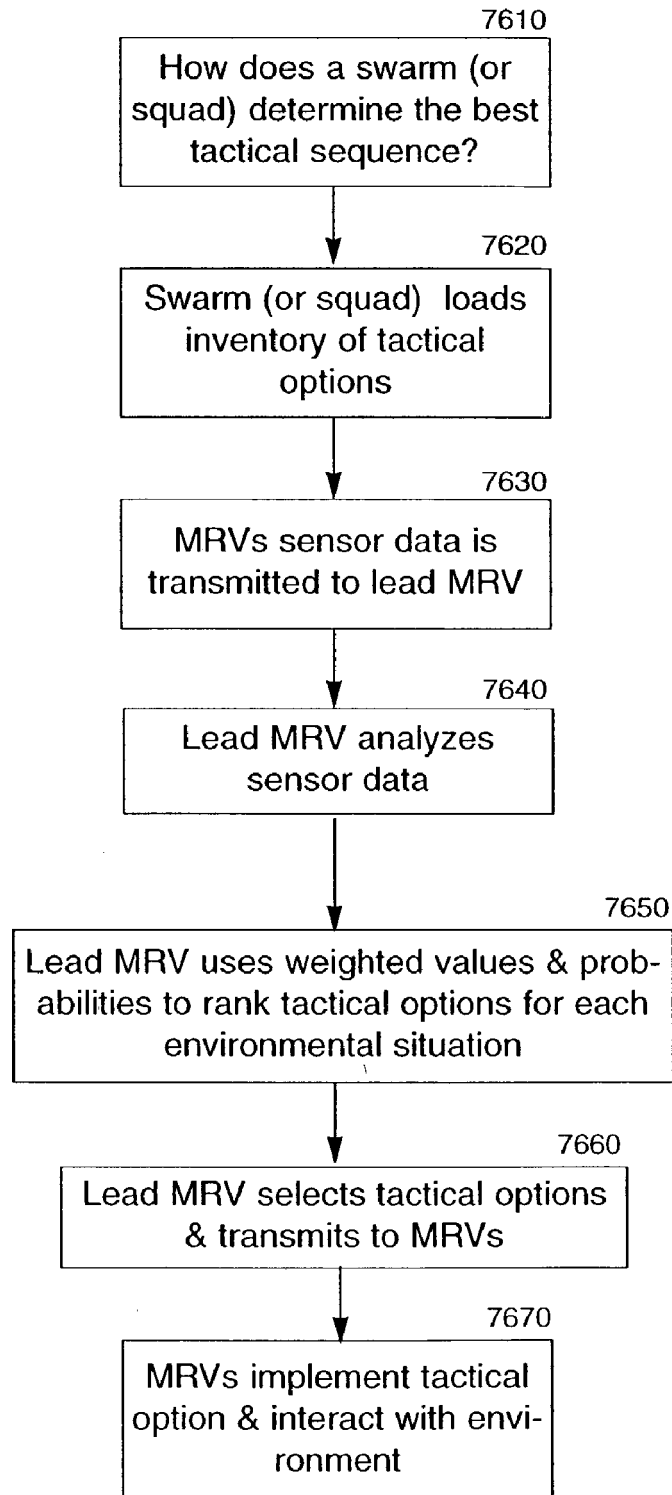 7610
How does a swarm (or
squad) determine the best
tactical sequence?
7620
Swarm (or squad) loads
inventory of tactical
options
7630
MRVs sensor data is
transmitted to lead MRV
7640
Lead MRV analyzes
sensor data
7650
Lead MRV uses weighted values & prob-
abilities to rank tactical options for each
environmental situation
7660
Lead MRV selects tactical options
& transmits to MRVs
7670
MRVs implement tactical
option & interact with envi-
ronment